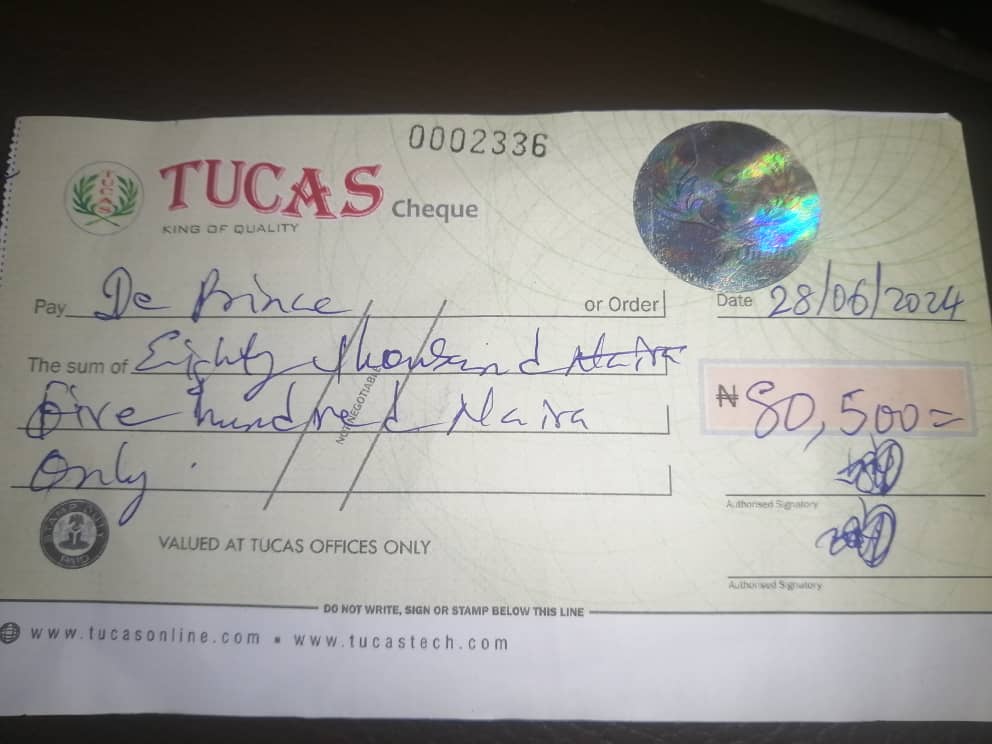 0002336
TUCAS Cheque
KING OF QUALITY
Pay De Prince or Order
Date 28/06/2024
The sum of Eighty Thousand Naira
Five hundred Naira
₦ 80,500=
Only.
NOT NEGOTIABLE
Authorised Signatory
VALUED AT TUCAS OFFICES ONLY
Authorised Signatory
DO NOT WRITE, SIGN OR STAMP BELOW THIS LINE
www.tucasonline.com ▪ www.tucastech.com